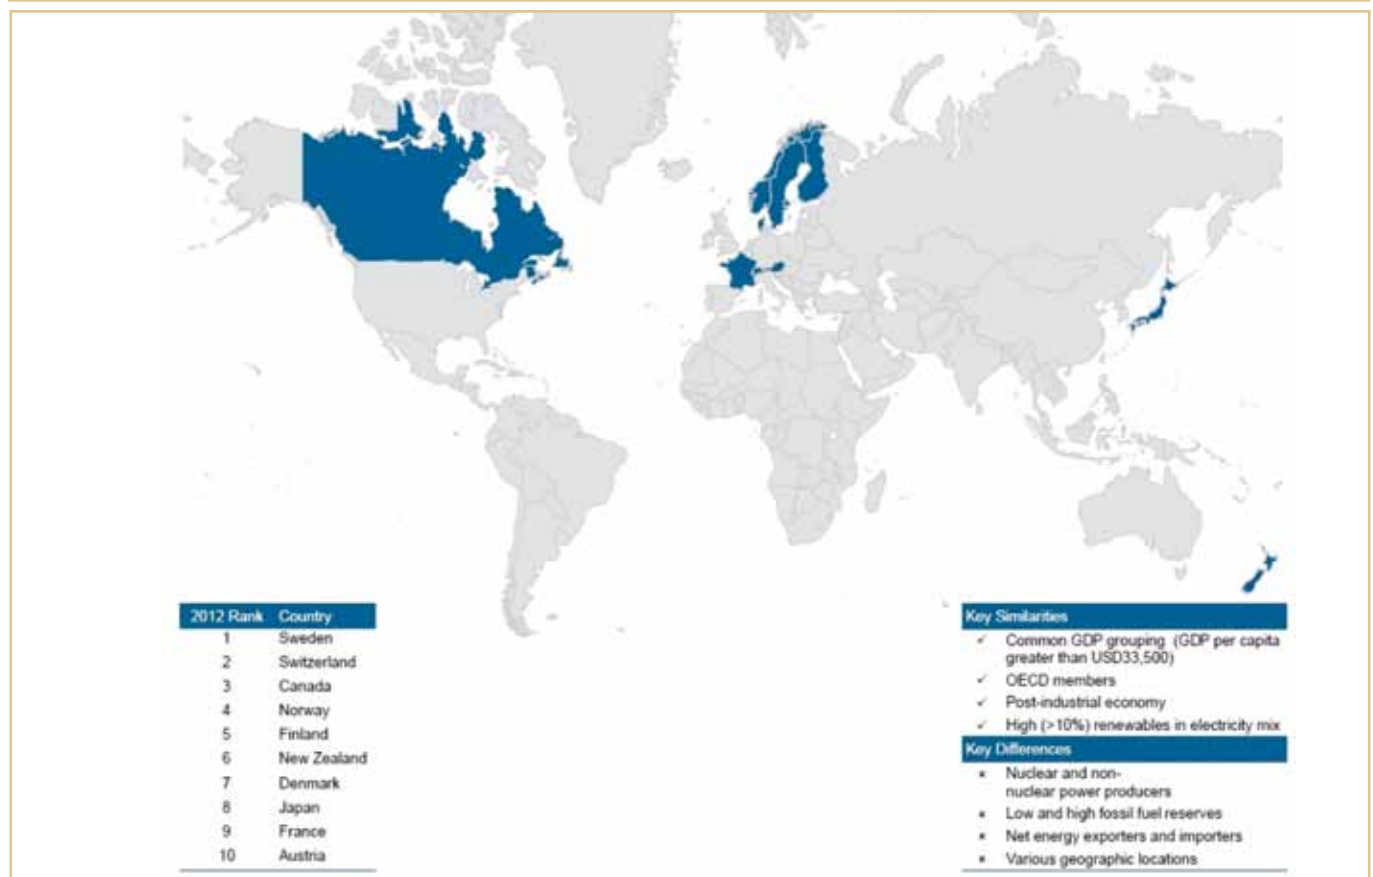 2012 Rank Country
1 Sweden
2 Switzerland
3 Canada
4 Norway
5 Finland
6 New Zealand
7 Denmark
8 Japan
9 France
10 Austria
Key Similarities
✓ Common GDP grouping (GDP per capita
greater than USD33,500)
✓ OECD members
✓ Post-industrial economy
✓ High (>10%) renewables in electricity mix
Key Differences
× Nuclear and non-
nuclear power producers
× Low and high fossil fuel reserves
× Net energy exporters and importers
× Various geographic locations